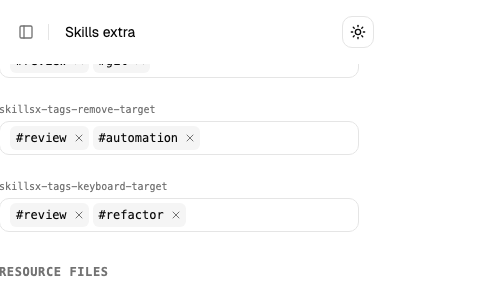 Skills extra
skillsx-tags-remove-target
#review × #automation ×
skillsx-tags-keyboard-target
#review × #refactor ×
RESOURCE FILES